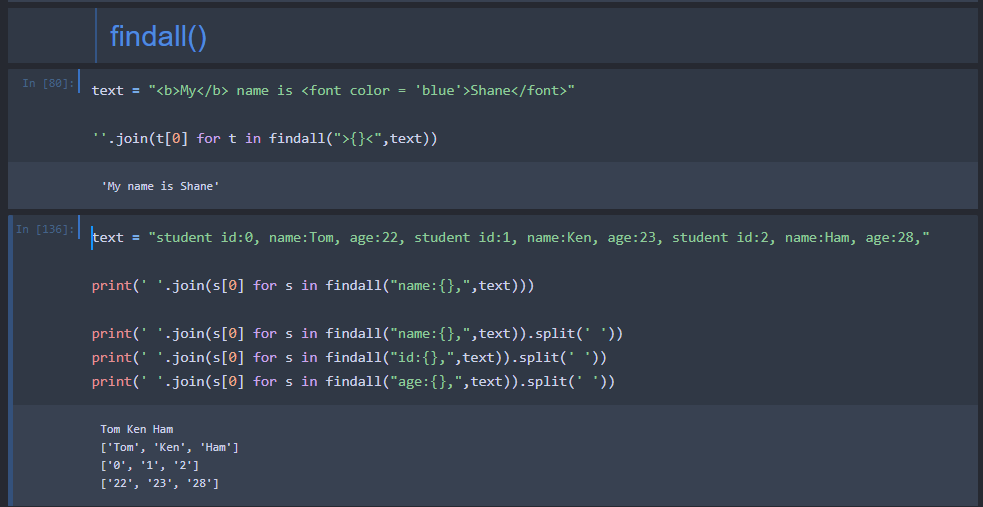 findall()
In [80]:
text = "<b>My</b> name is <font color = 'blue'>Shane</font>"
''.join(t[0] for t in findall(">{}<",text))
'My name is Shane'
In [136]:
text = "student id:0, name:Tom, age:22, student id:1, name:Ken, age:23, student id:2, name:Ham, age:28,"
print(' '.join(s[0] for s in findall("name:{},",text)))
print(' '.join(s[0] for s in findall("name:{},",text)).split(' '))
print(' '.join(s[0] for s in findall("id:{},",text)).split(' '))
print(' '.join(s[0] for s in findall("age:{},",text)).split(' '))
Tom Ken Ham
['Tom', 'Ken', 'Ham']
['0', '1', '2']
['22', '23', '28']